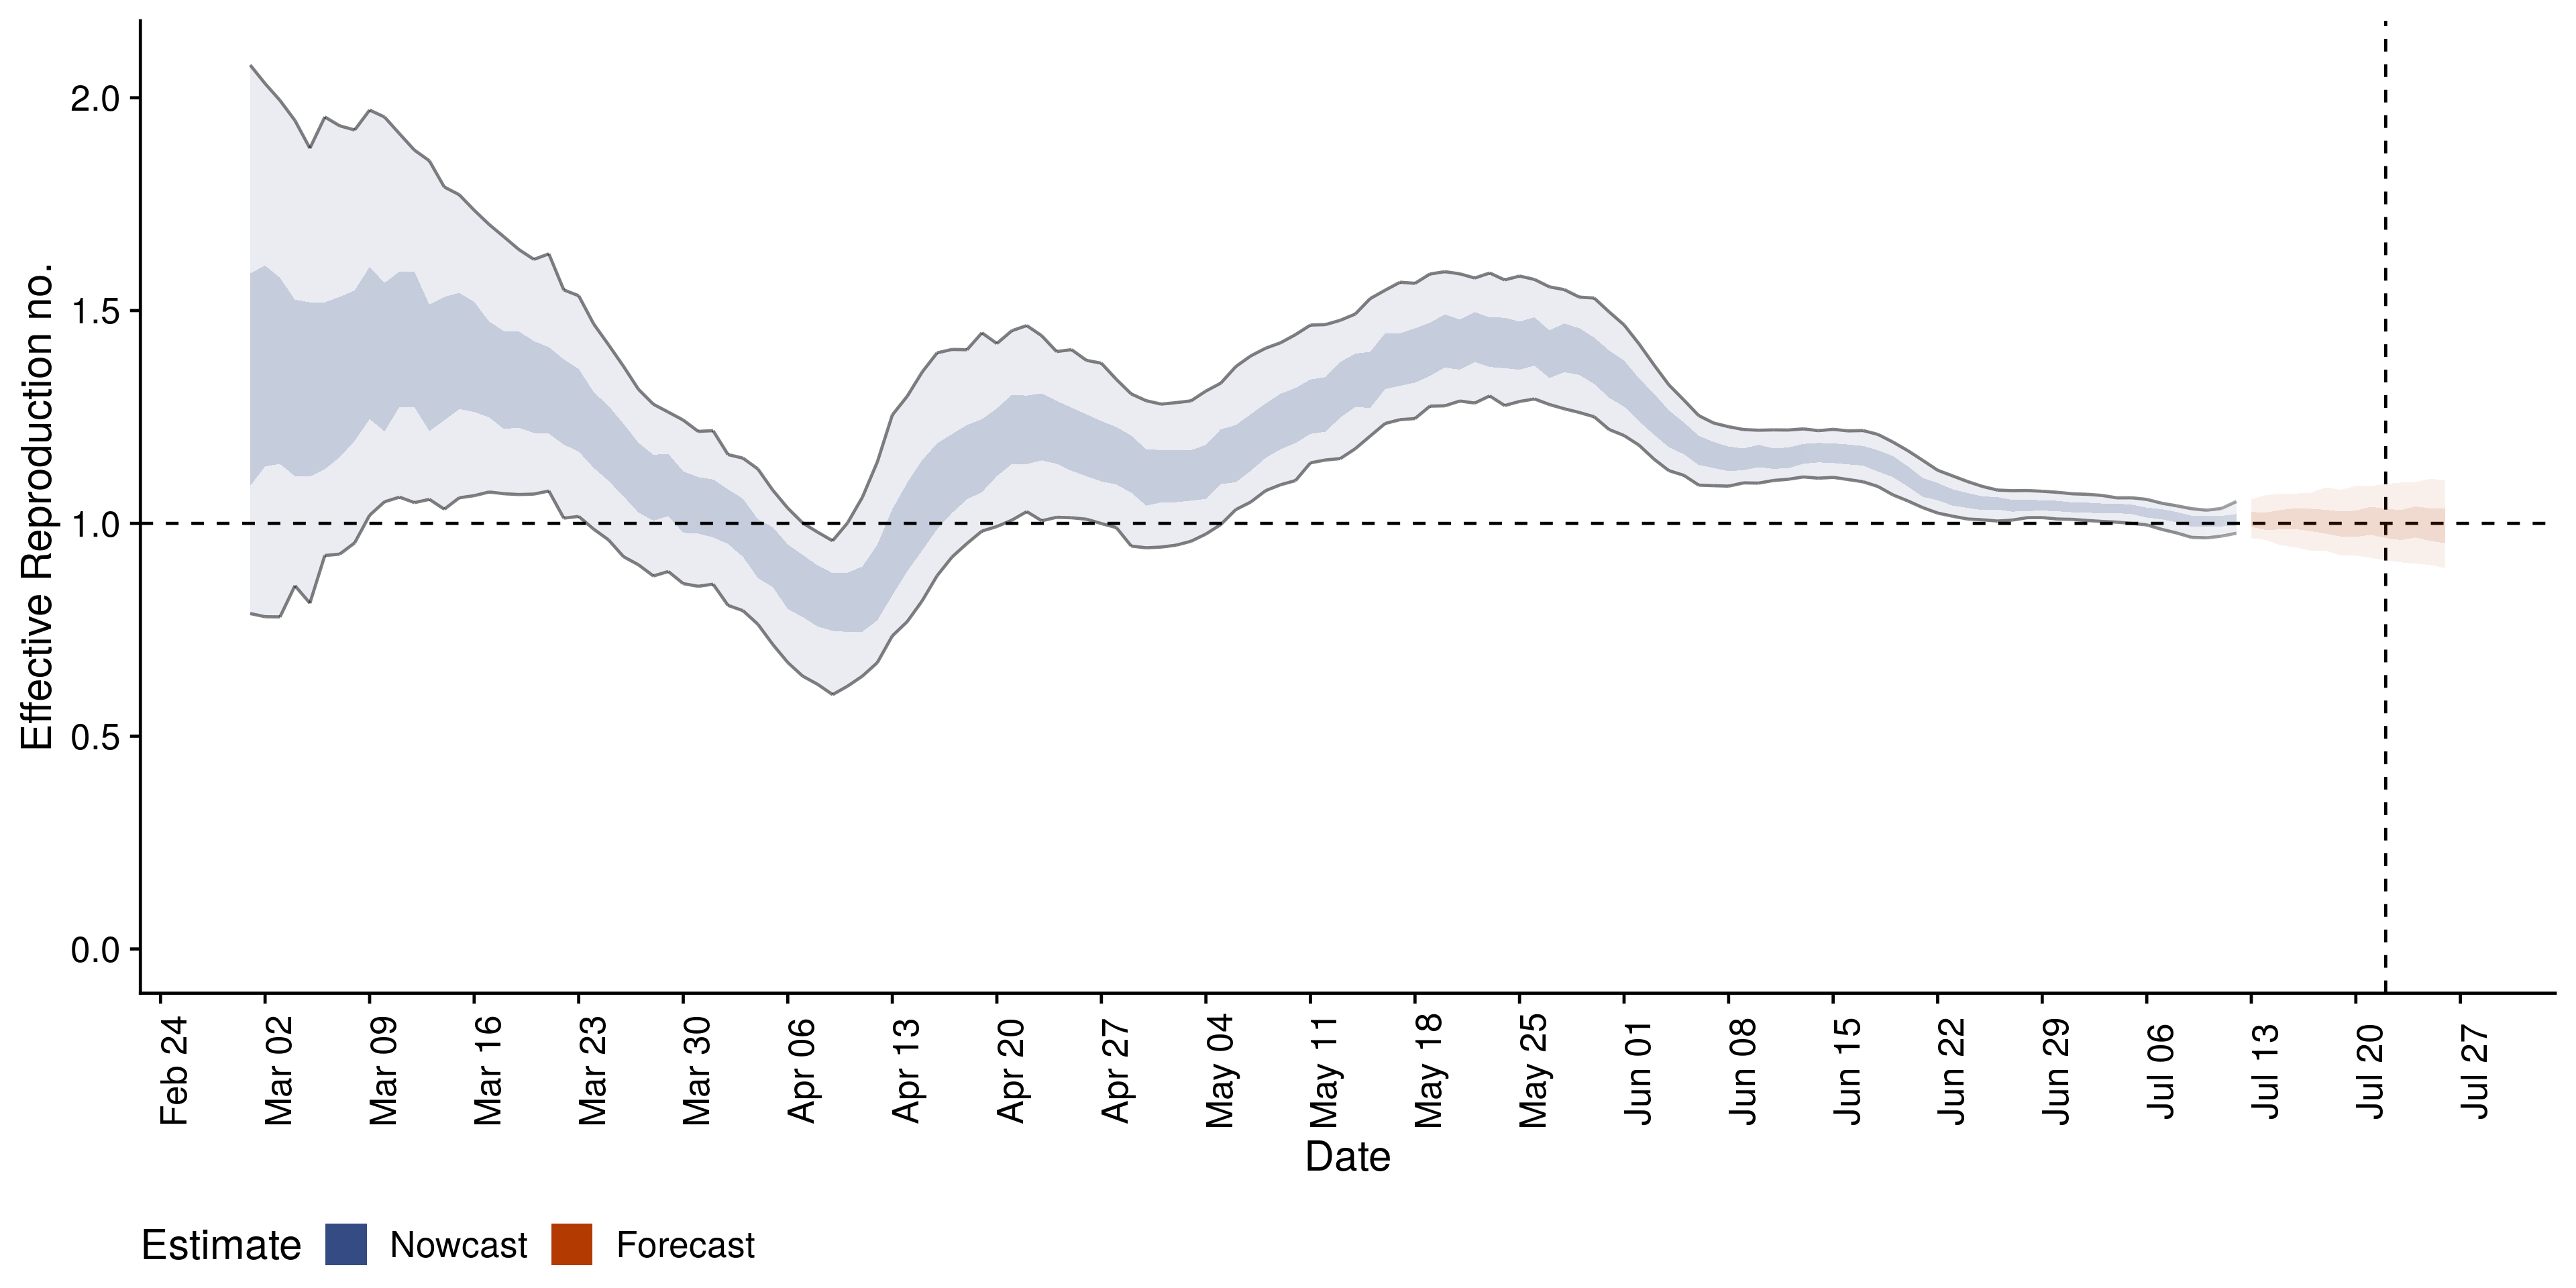 Effective Reproduction no.
2.0
1.5
1.0
0.5
0.0
Feb 24
Mar 02
Mar 09
Mar 16
Mar 23
Mar 30
Apr 06
Apr 13
Apr 20
Apr 27
May 04
May 11
May 18
May 25
Jun 01
Jun 08
Jun 15
Jun 22
Jun 29
Jul 06
Jul 13
Jul 20
Jul 27
Date
Estimate Nowcast Forecast